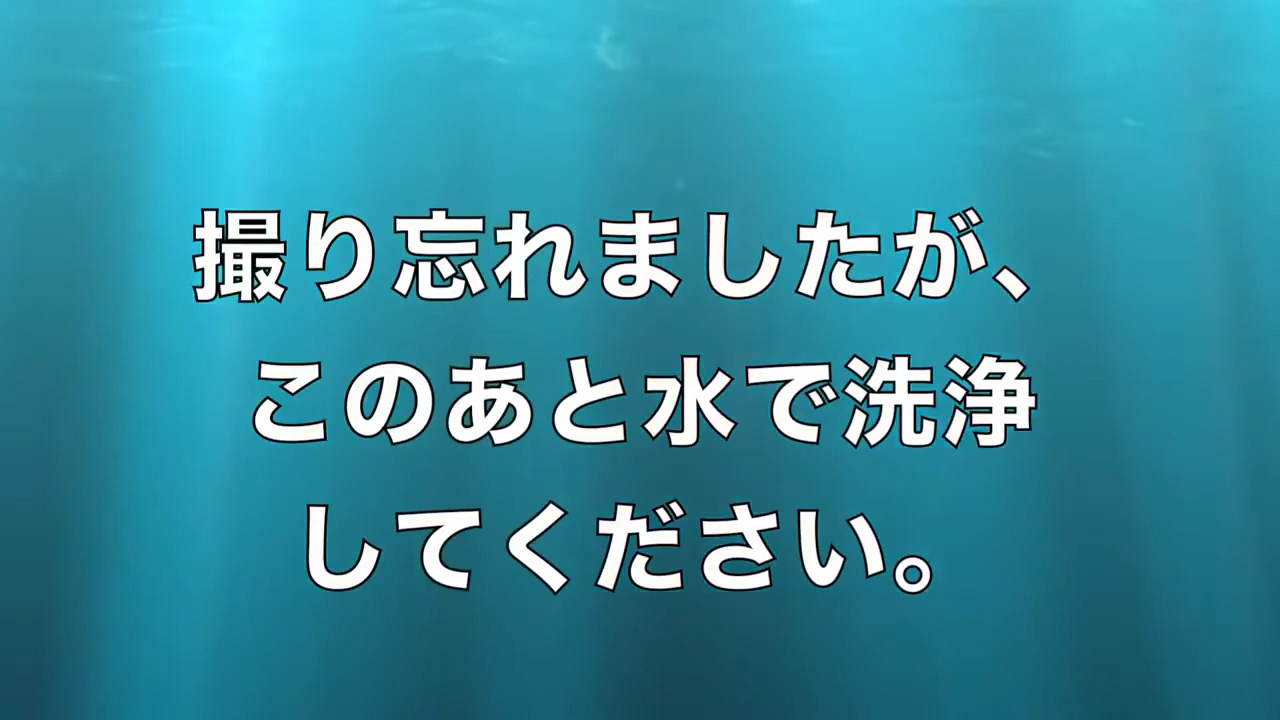 撮り忘れましたが、
このあと水で洗浄
してください。